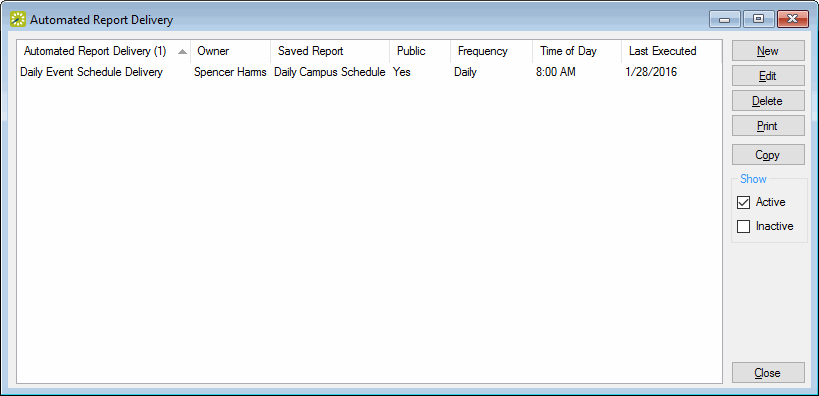 Automated Report Delivery
Automated Report Delivery (1) Owner Saved Report Public Frequency Time of Day Last Executed
Daily Event Schedule Delivery Spencer Harms Daily Campus Schedule Yes Daily 8:00 AM 1/28/2016
New
Edit
Delete
Print
Copy
Show
Active
Inactive
Close